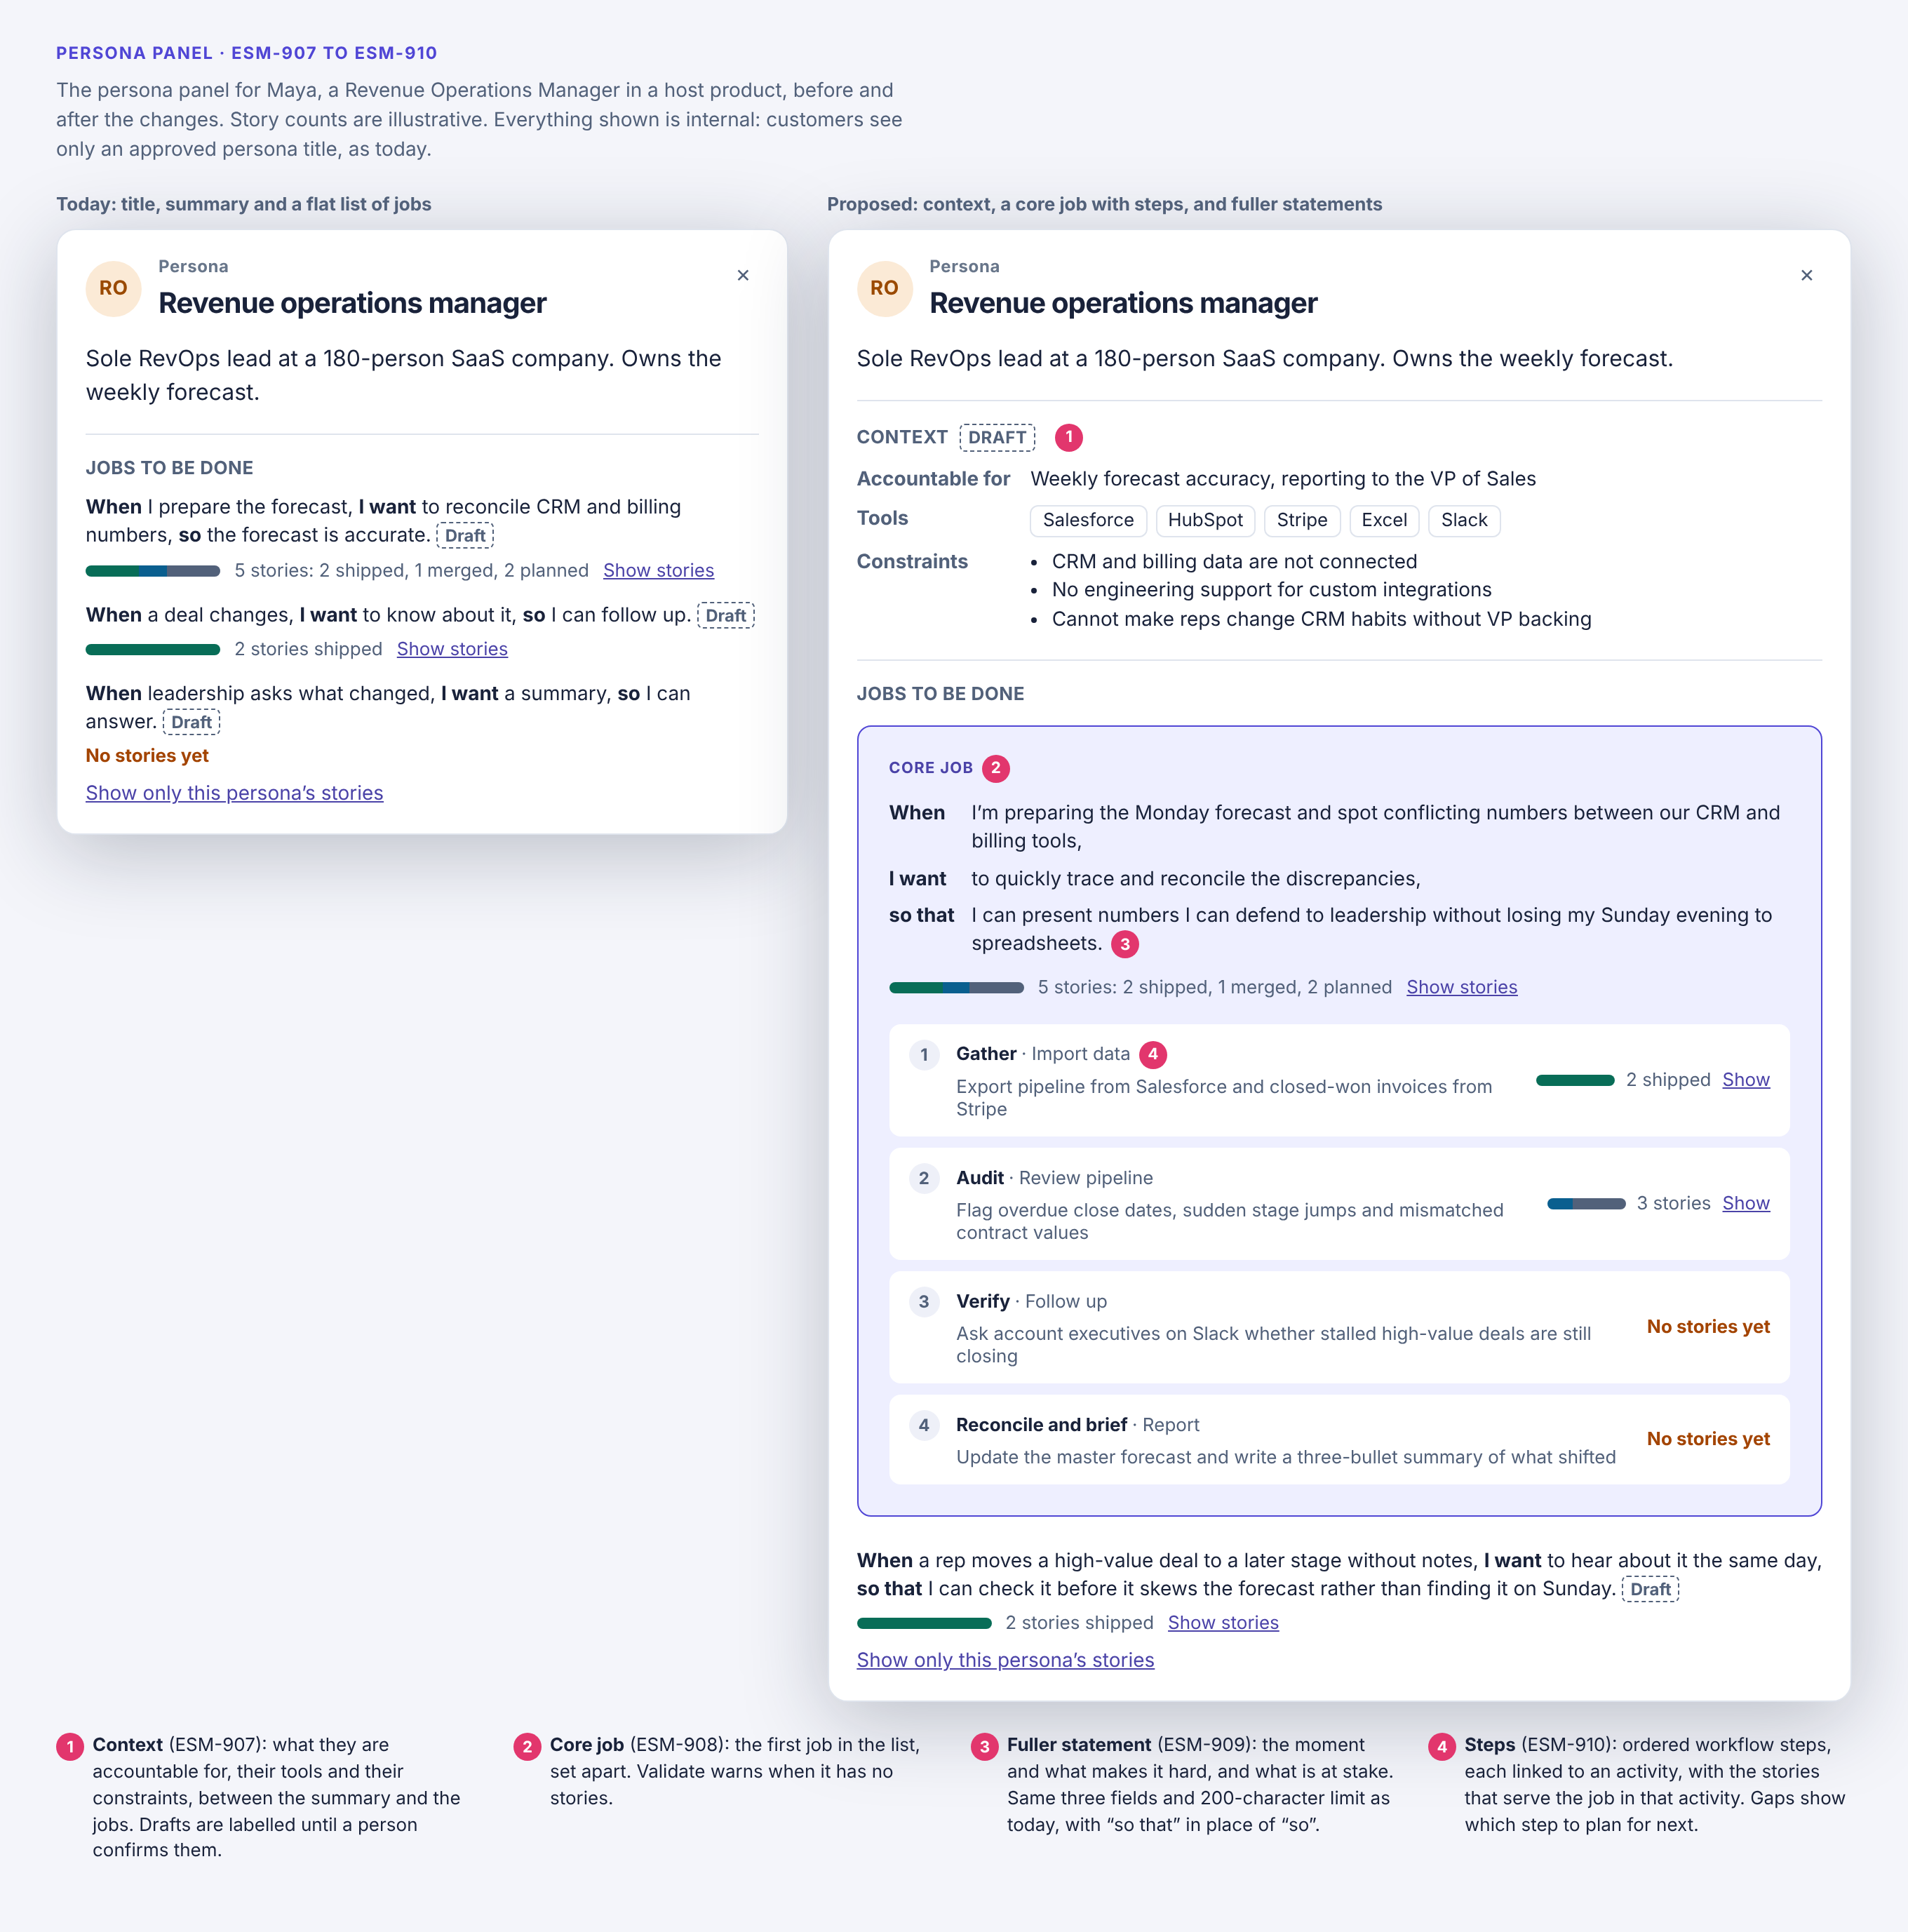 PERSONA PANEL · ESM-907 TO ESM-910
The persona panel for Maya, a Revenue Operations Manager in a host product, before and
after the changes. Story counts are illustrative. Everything shown is internal: customers see
only an approved persona title, as today.
Today: title, summary and a flat list of jobs
RO
Persona
Revenue operations manager
×
Sole RevOps lead at a 180-person SaaS company. Owns the
weekly forecast.
JOBS TO BE DONE
When I prepare the forecast, I want to reconcile CRM and billing
numbers, so the forecast is accurate. Draft
5 stories: 2 shipped, 1 merged, 2 planned Show stories
When a deal changes, I want to know about it, so I can follow up. Draft
2 stories shipped Show stories
When leadership asks what changed, I want a summary, so I can
answer. Draft
No stories yet
Show only this persona’s stories
Proposed: context, a core job with steps, and fuller statements
RO
Persona
Revenue operations manager
×
Sole RevOps lead at a 180-person SaaS company. Owns the weekly forecast.
CONTEXT DRAFT 1
Accountable for Weekly forecast accuracy, reporting to the VP of Sales
Tools Salesforce HubSpot Stripe Excel Slack
Constraints • CRM and billing data are not connected
• No engineering support for custom integrations
• Cannot make reps change CRM habits without VP backing
JOBS TO BE DONE
CORE JOB 2
When I’m preparing the Monday forecast and spot conflicting numbers between our CRM and
billing tools,
I want to quickly trace and reconcile the discrepancies,
so that I can present numbers I can defend to leadership without losing my Sunday evening to
spreadsheets. 3
5 stories: 2 shipped, 1 merged, 2 planned Show stories
1 Gather · Import data 4
Export pipeline from Salesforce and closed-won invoices from
Stripe
2 shipped Show
2 Audit · Review pipeline
Flag overdue close dates, sudden stage jumps and mismatched
contract values
3 stories Show
3 Verify · Follow up
Ask account executives on Slack whether stalled high-value deals are still
closing
No stories yet
4 Reconcile and brief · Report
Update the master forecast and write a three-bullet summary of what shifted
No stories yet
When a rep moves a high-value deal to a later stage without notes, I want to hear about it the same day,
so that I can check it before it skews the forecast rather than finding it on Sunday. Draft
2 stories shipped Show stories
Show only this persona’s stories
1 Context (ESM-907): what they are
accountable for, their tools and their
constraints, between the summary and the
jobs. Drafts are labelled until a person
confirms them.
2 Core job (ESM-908): the first job in the list,
set apart. Validate warns when it has no
stories.
3 Fuller statement (ESM-909): the moment
and what makes it hard, and what is at stake.
Same three fields and 200-character limit as
today, with “so that” in place of “so”.
4 Steps (ESM-910): ordered workflow steps,
each linked to an activity, with the stories
that serve the job in that activity. Gaps show
which step to plan for next.